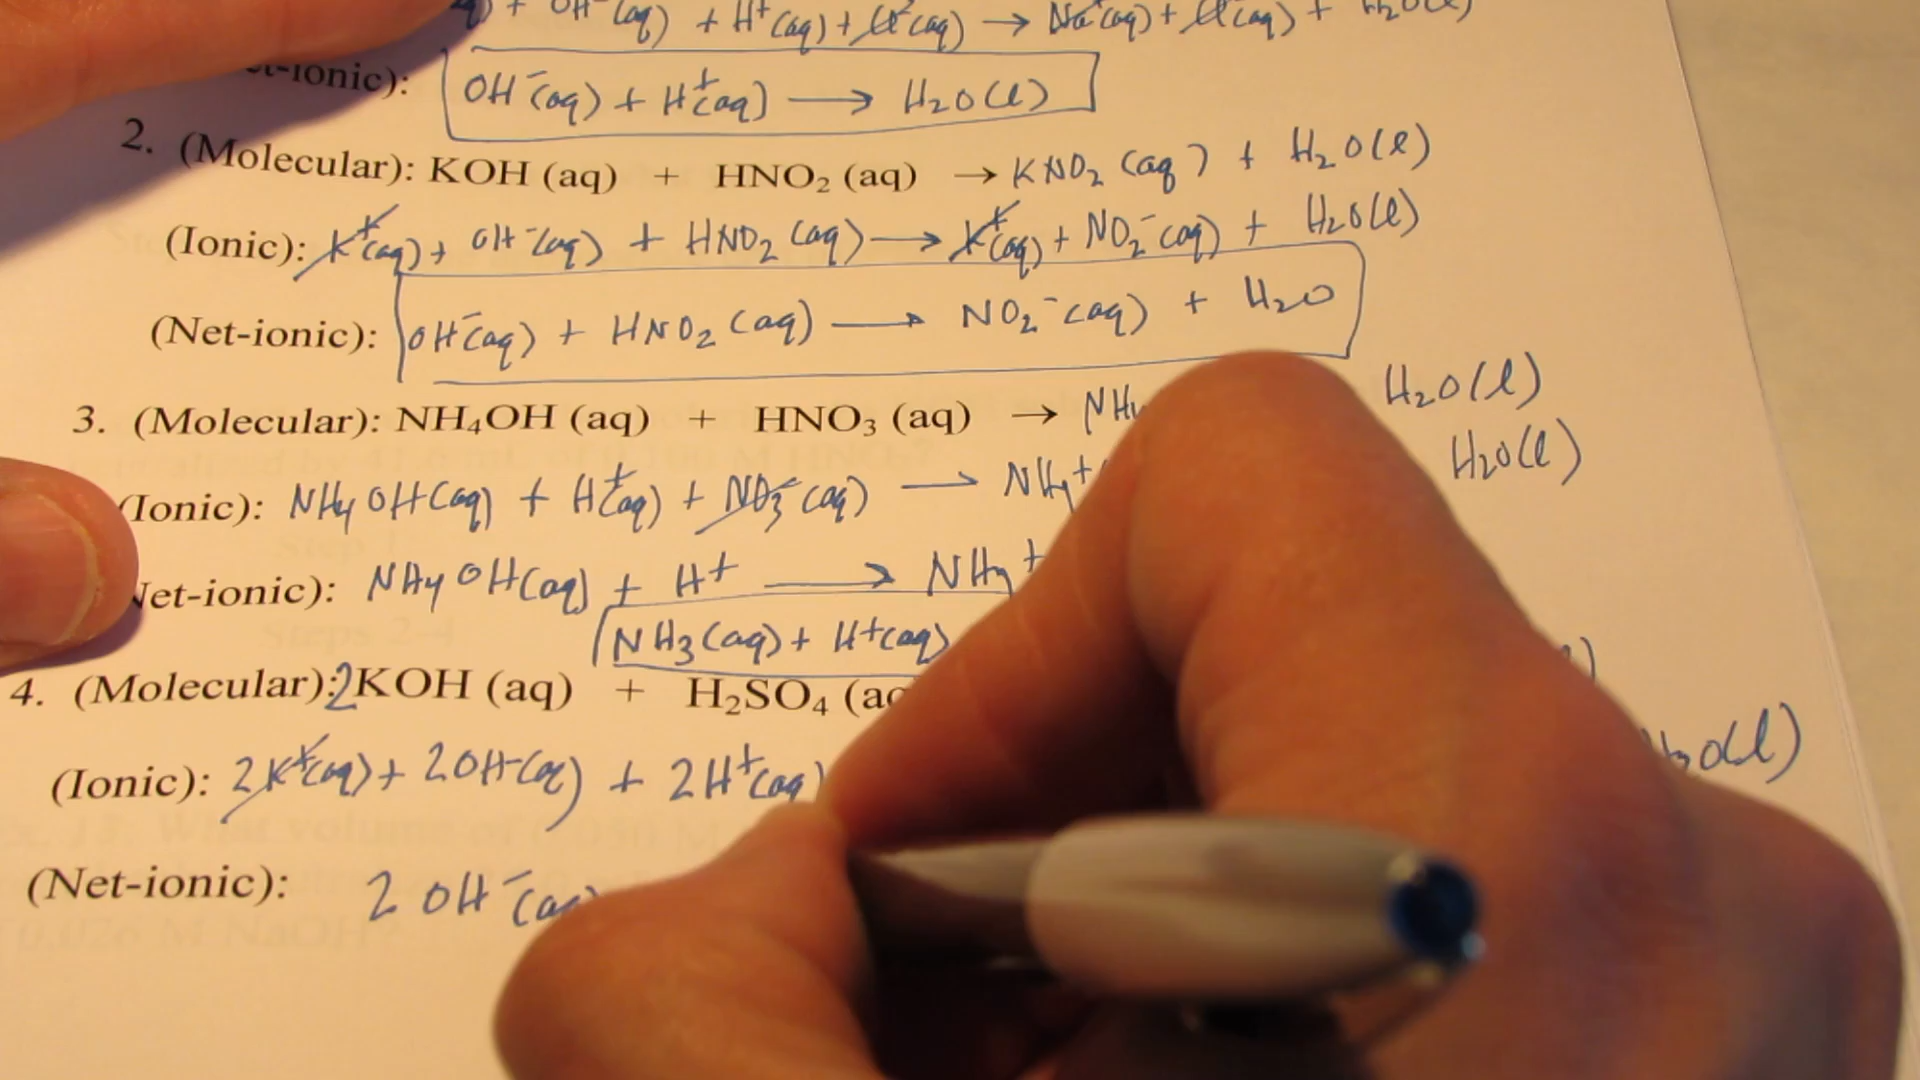 + OH⁻(aq) + H⁺(aq) + Cl⁻(aq) → Na⁺(aq) + Cl⁻(aq) + H₂O(l)
-ionic): OH⁻(aq) + H⁺(aq) → H₂O(l)
2. (Molecular): KOH (aq) + HNO₂ (aq) → KNO₂ (aq) + H₂O(l)
(Ionic): K⁺(aq) + OH⁻(aq) + HNO₂ (aq) → K⁺(aq) + NO₂⁻(aq) + H₂O(l)
(Net-ionic): OH⁻(aq) + HNO₂ (aq) → NO₂⁻(aq) + H₂O
3. (Molecular): NH₄OH (aq) + HNO₃ (aq) → NH₄ H₂O(l)
(Ionic): NH₄OH(aq) + H⁺(aq) + NO₃⁻(aq) → NH₄⁺ H₂O(l)
et-ionic): NH₄OH(aq) + H⁺ → NH₄⁺
NH₃(aq) + H⁺(aq)
4. (Molecular): 2KOH (aq) + H₂SO₄ (aq
(Ionic): 2K⁺(aq) + 2OH⁻(aq) + 2H⁺(aq) H₂O(l)
(Net-ionic): 2OH⁻(aq)